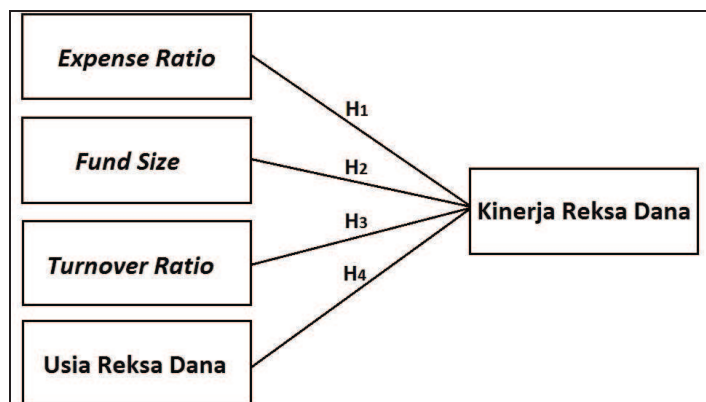 Expense Ratio
H1
Fund Size
H2
Kinerja Reksa Dana
H3
Turnover Ratio
H4
Usia Reksa Dana